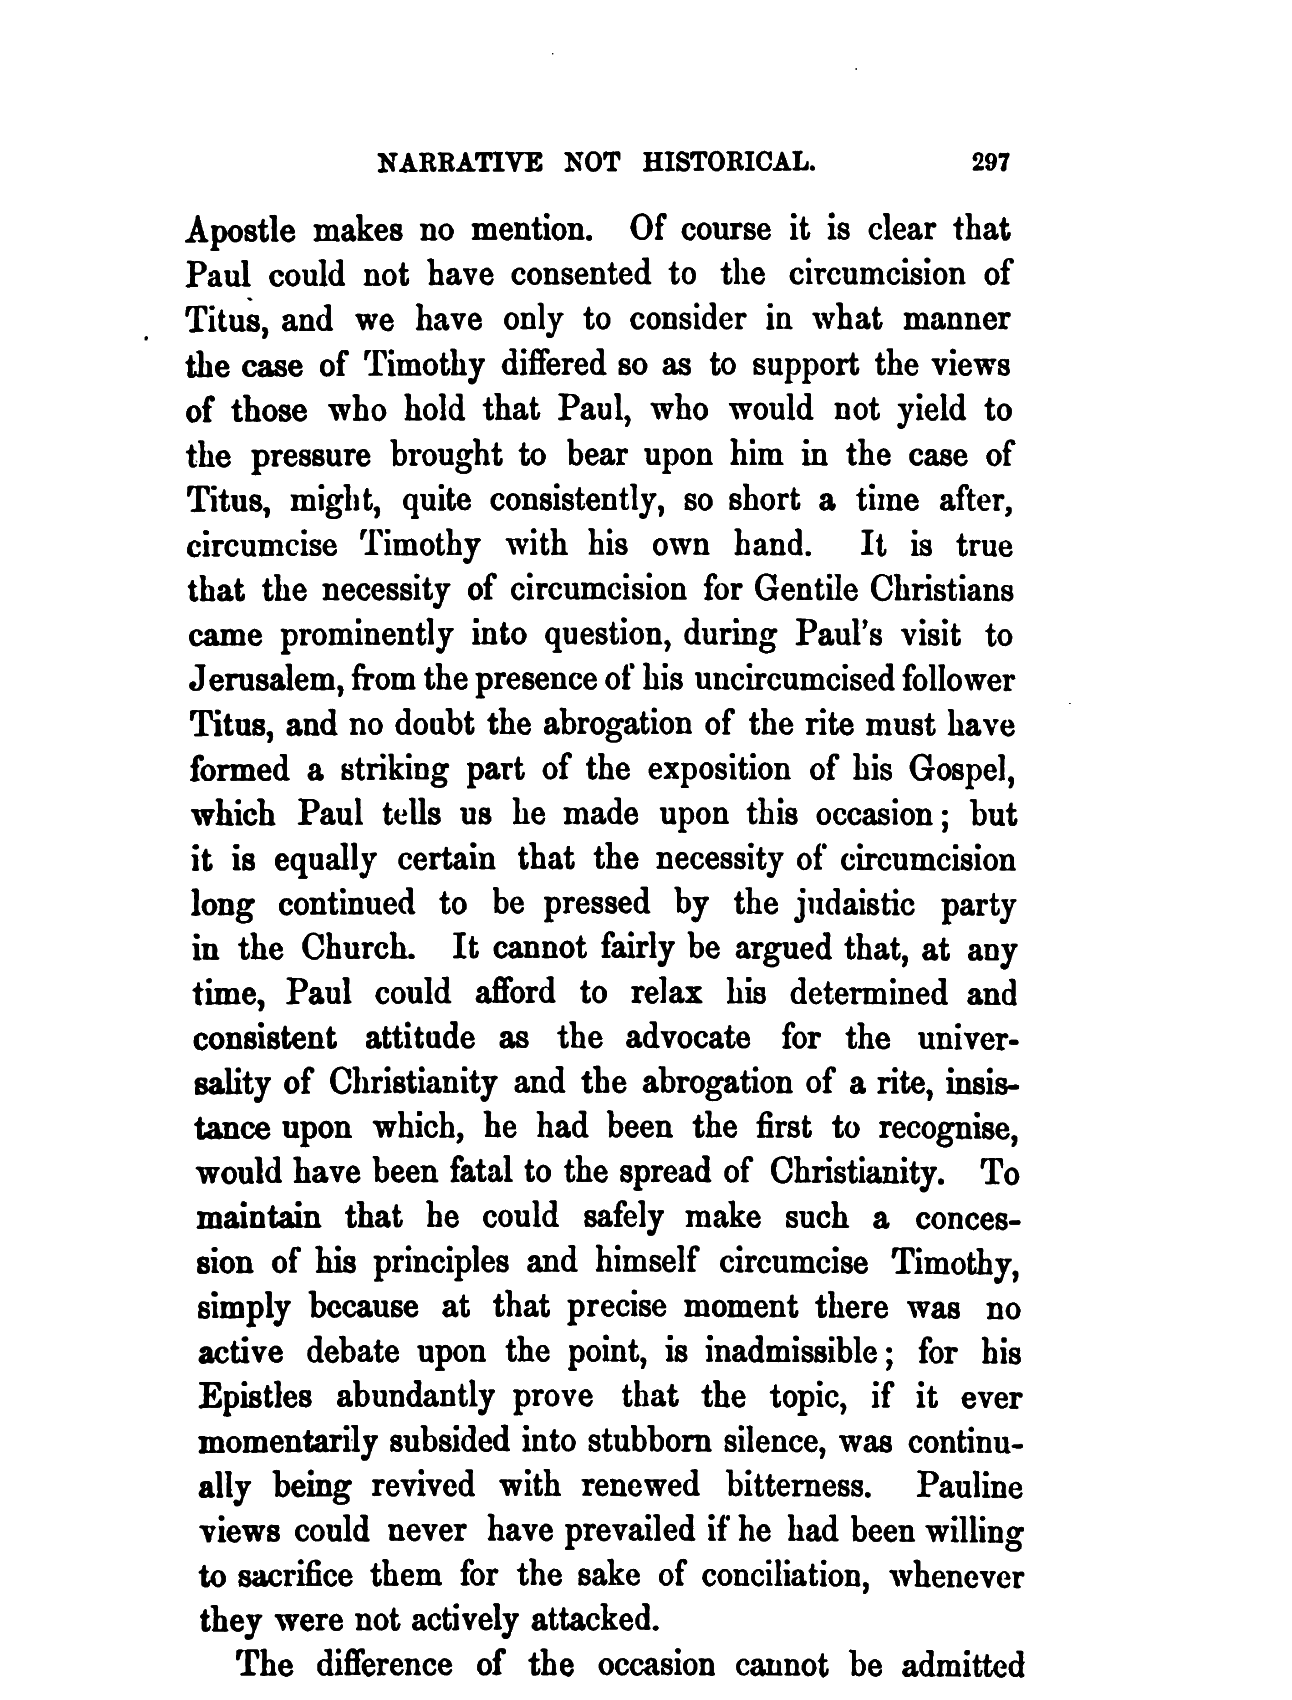 NARRATIVE NOT HISTORICAL. 297
Apostle makes no mention. Of course it is clear that
Paul could not have consented to the circumcision of
Titus, and we have only to consider in what manner
the case of Timothy differed so as to support the views
of those who hold that Paul, who would not yield to
the pressure brought to bear upon him in the case of
Titus, might, quite consistently, so short a time after,
circumcise Timothy with his own hand. It is true
that the necessity of circumcision for Gentile Christians
came prominently into question, during Paul's visit to
Jerusalem, from the presence of his uncircumcised follower
Titus, and no doubt the abrogation of the rite must have
formed a striking part of the exposition of his Gospel,
which Paul tells us he made upon this occasion; but
it is equally certain that the necessity of circumcision
long continued to be pressed by the judaistic party
in the Church. It cannot fairly be argued that, at any
time, Paul could afford to relax his determined and
consistent attitude as the advocate for the univer-
sality of Christianity and the abrogation of a rite, insis-
tance upon which, he had been the first to recognise,
would have been fatal to the spread of Christianity. To
maintain that he could safely make such a conces-
sion of his principles and himself circumcise Timothy,
simply because at that precise moment there was no
active debate upon the point, is inadmissible; for his
Epistles abundantly prove that the topic, if it ever
momentarily subsided into stubborn silence, was continu-
ally being revived with renewed bitterness. Pauline
views could never have prevailed if he had been willing
to sacrifice them for the sake of conciliation, whenever
they were not actively attacked.
The difference of the occasion cannot be admitted